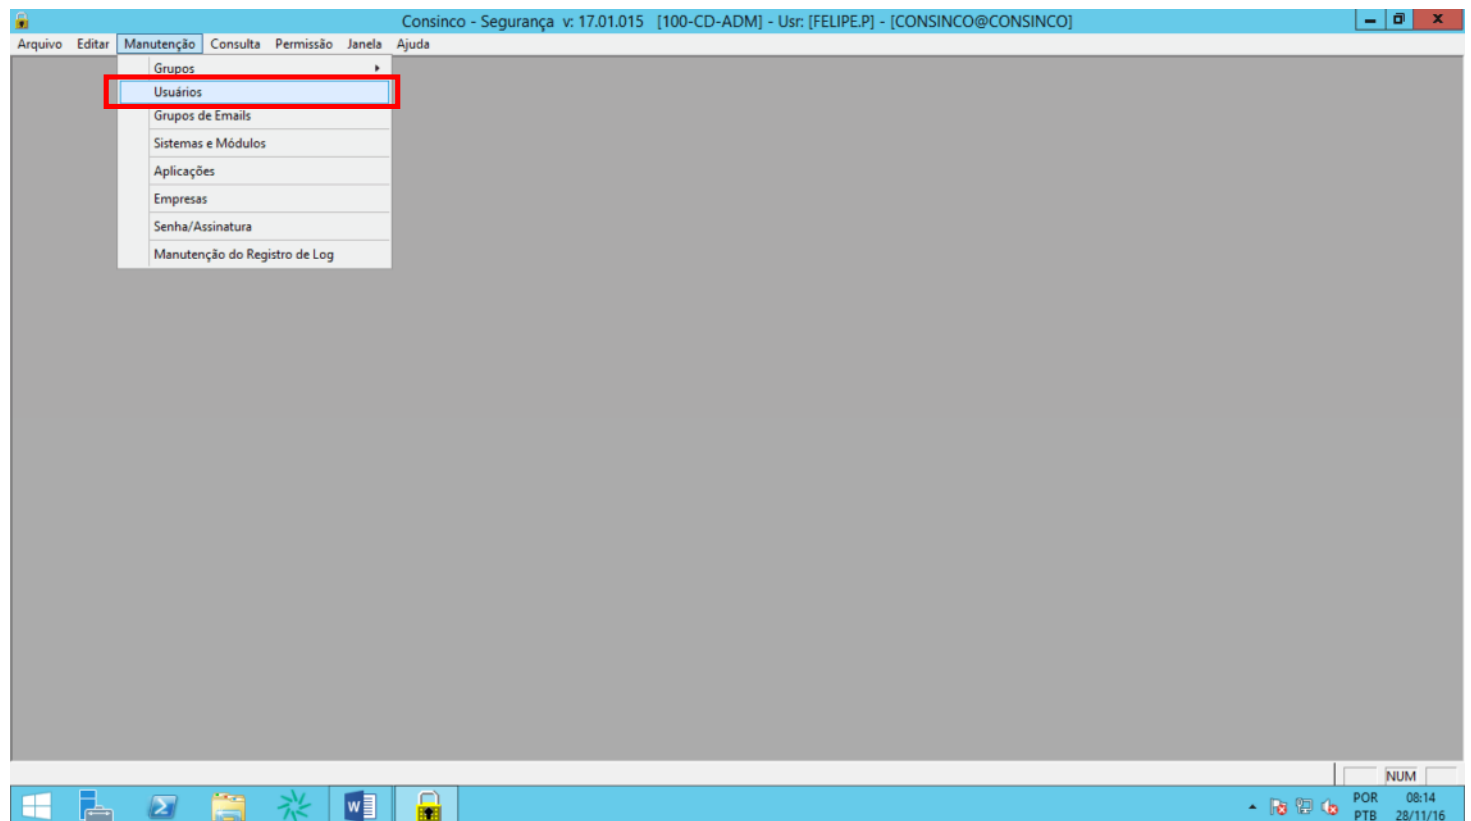 Consinco - Segurança v: 17.01.015 [100-CD-ADM] - Usr: [FELIPE.P] - [CONSINCO@CONSINCO]
Arquivo Editar Manutenção Consulta Permissão Janela Ajuda
Grupos
Usuários
Grupos de Emails
Sistemas e Módulos
Aplicações
Empresas
Senha/Assinatura
Manutenção do Registro de Log
NUM
POR 08:14
PTB 28/11/16